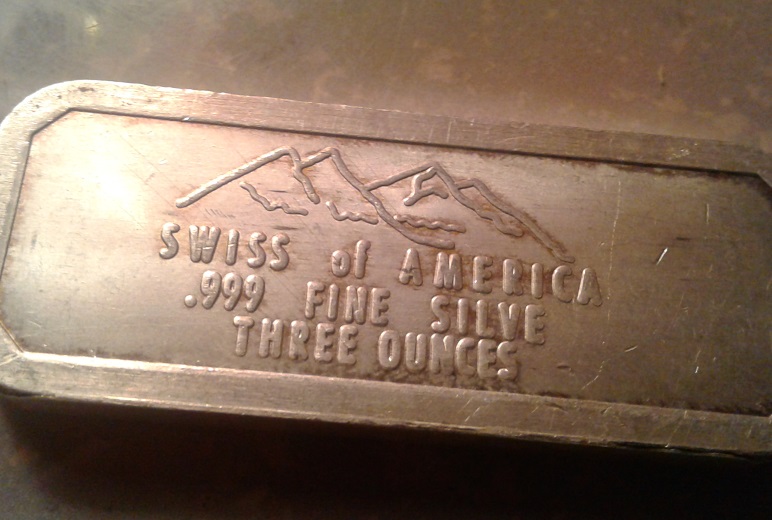 SWISS of AMERICA
.999 FINE SILVE
THREE OUNCES